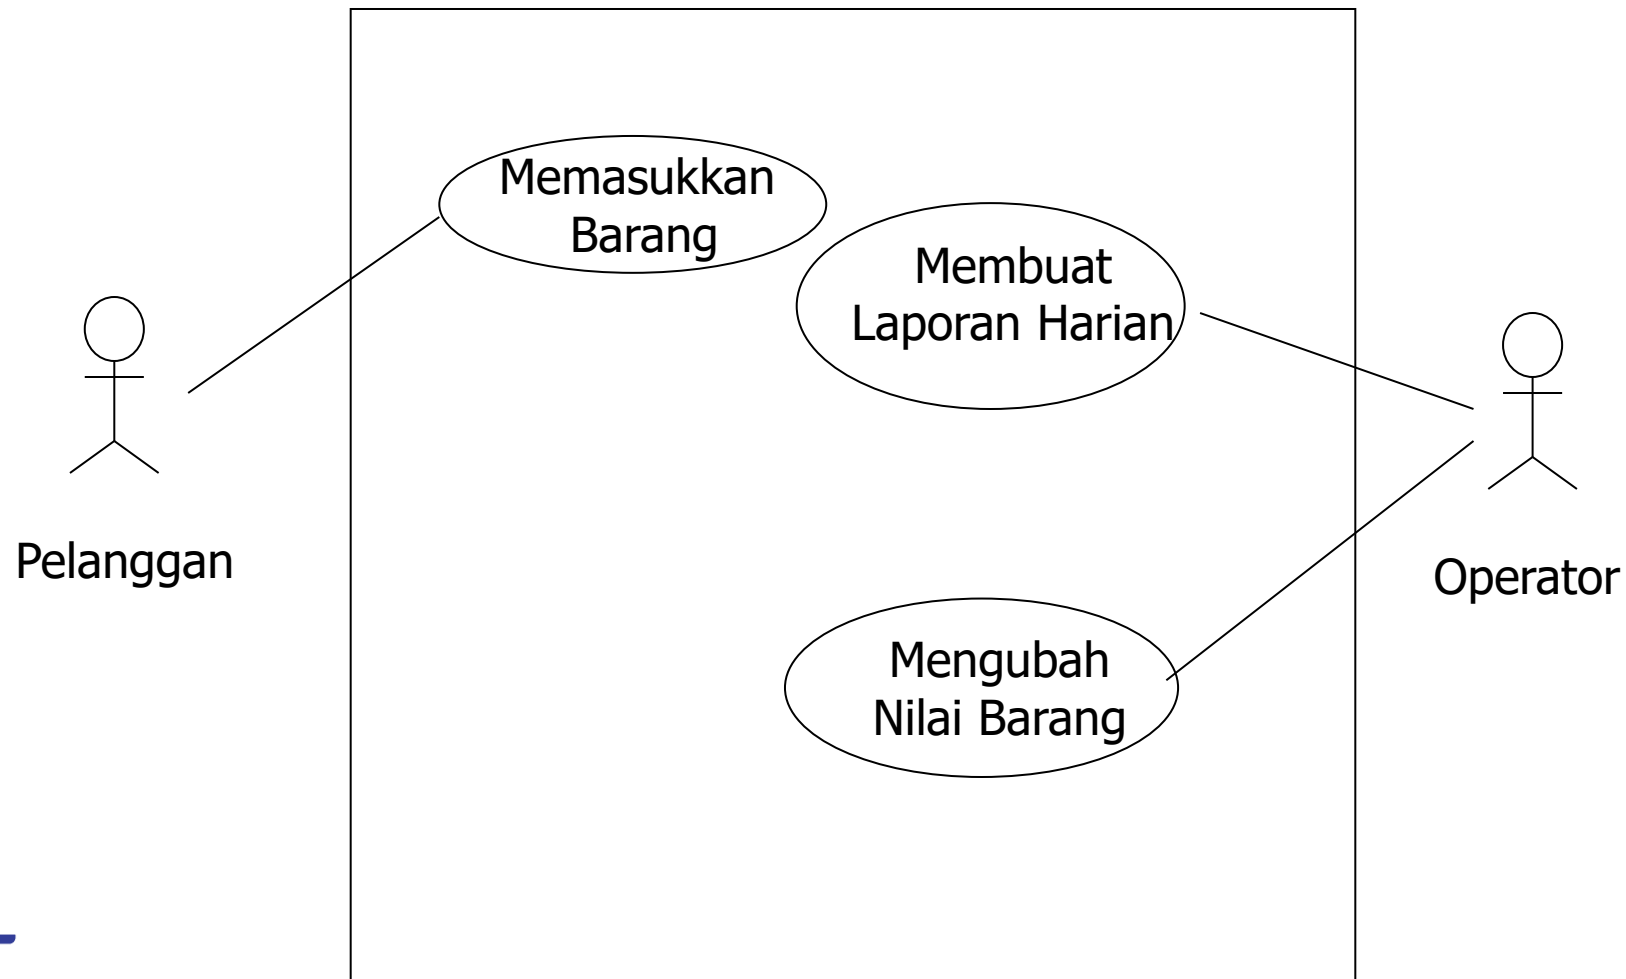 Memasukkan
Barang
Membuat
Laporan Harian
Pelanggan
Operator
Mengubah
Nilai Barang